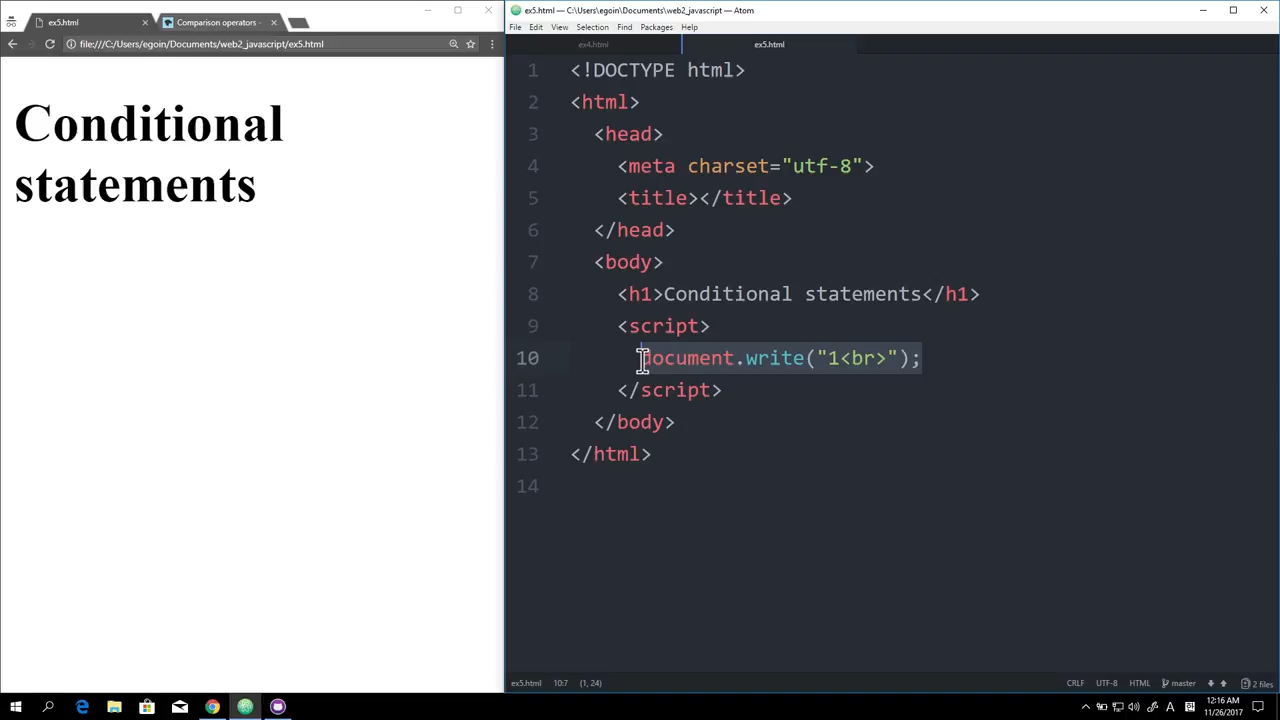 ex5.html
Comparison operators -
file:///C:/Users/egoin/Documents/web2_javascript/ex5.html
Conditional
statements
ex5.html — C:\Users\egoin\Documents\web2_javascript — Atom
File Edit View Selection Find Packages Help
ex4.html ex5.html
1 <!DOCTYPE html>
2 <html>
3 <head>
4 <meta charset="utf-8">
5 <title></title>
6 </head>
7 <body>
8 <h1>Conditional statements</h1>
9 <script>
10 document.write("1<br>");
11 </script>
12 </body>
13 </html>
14
ex5.html 10:7 (1, 24) CRLF UTF-8 HTML master 2 files
A 12:16 AM
11/26/2017